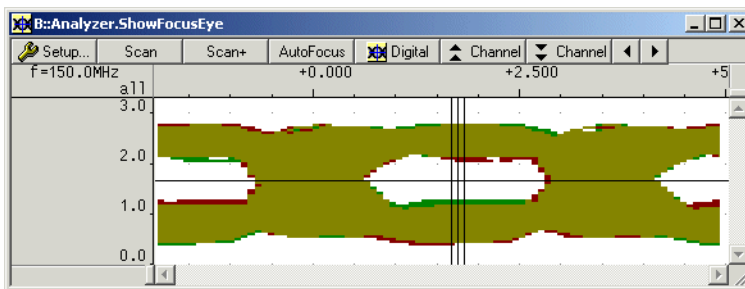 B::Analyzer.ShowFocusEye
Setup... Scan Scan+ AutoFocus Digital Channel Channel
f=150.0MHz +0.000 +2.500 +5
all
3.0
2.0
1.0
0.0